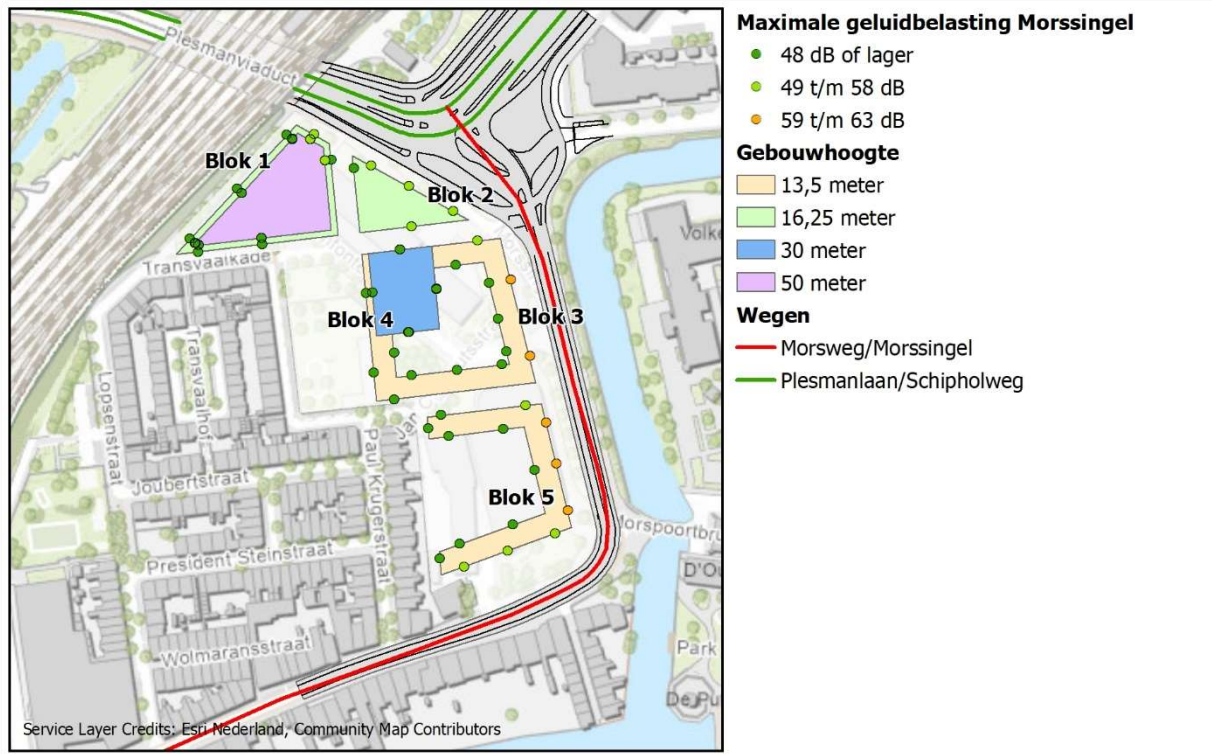 Maximale geluidbelasting Morssingel
48 dB of lager
49 t/m 58 dB
59 t/m 63 dB
Gebouwhoogte
13,5 meter
16,25 meter
30 meter
50 meter
Wegen
Morsweg/Morssingel
Plesmanlaan/Schipholweg
Plesmanviaduct
Blok 1
Blok 2
Transvaalkade
Volke
Blok 4
Blok 3
Transvaalhof
Lopsenstraat
Joubertstraat
Paul Krugerstraat
Blok 5
Morspoortbru
President Steinstraat
D'Ou
Wolmaransstraat
Park
De Put
Service Layer Credits: Esri Nederland, Community Map Contributors